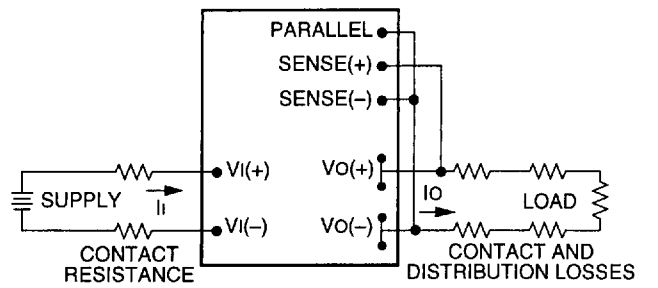 PARALLEL
SENSE(+)
SENSE(–)
VI(+)
VO(+)
SUPPLY
II
IO
LOAD
VI(–)
VO(–)
CONTACT
RESISTANCE
CONTACT AND
DISTRIBUTION LOSSES